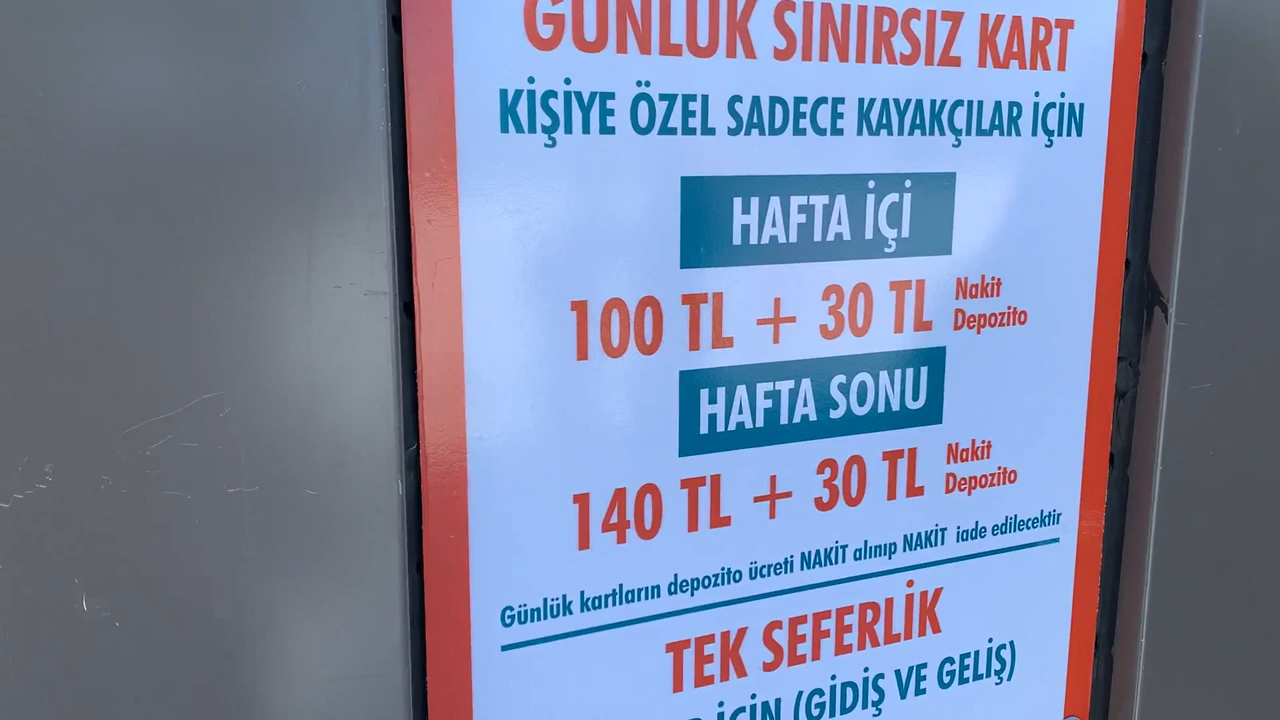 GÜNLÜK SINIRSIZ KART
KİŞİYE ÖZEL SADECE KAYAKÇILAR İÇİN
HAFTA İÇİ
100 TL + 30 TL Nakit Depozito
HAFTA SONU
140 TL + 30 TL Nakit Depozito
Günlük kartların depozito ücreti NAKİT alınıp NAKİT iade edilecektir
TEK SEFERLİK
İÇİN (GİDİŞ VE GELİŞ)